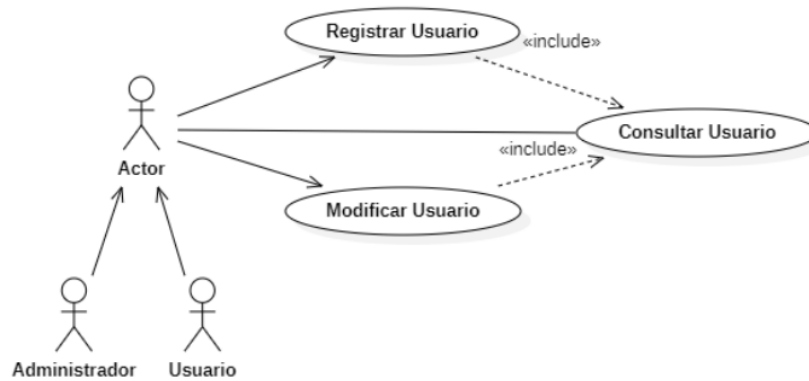 Registrar Usuario
«include»
Consultar Usuario
«include»
Actor
Modificar Usuario
Administrador
Usuario